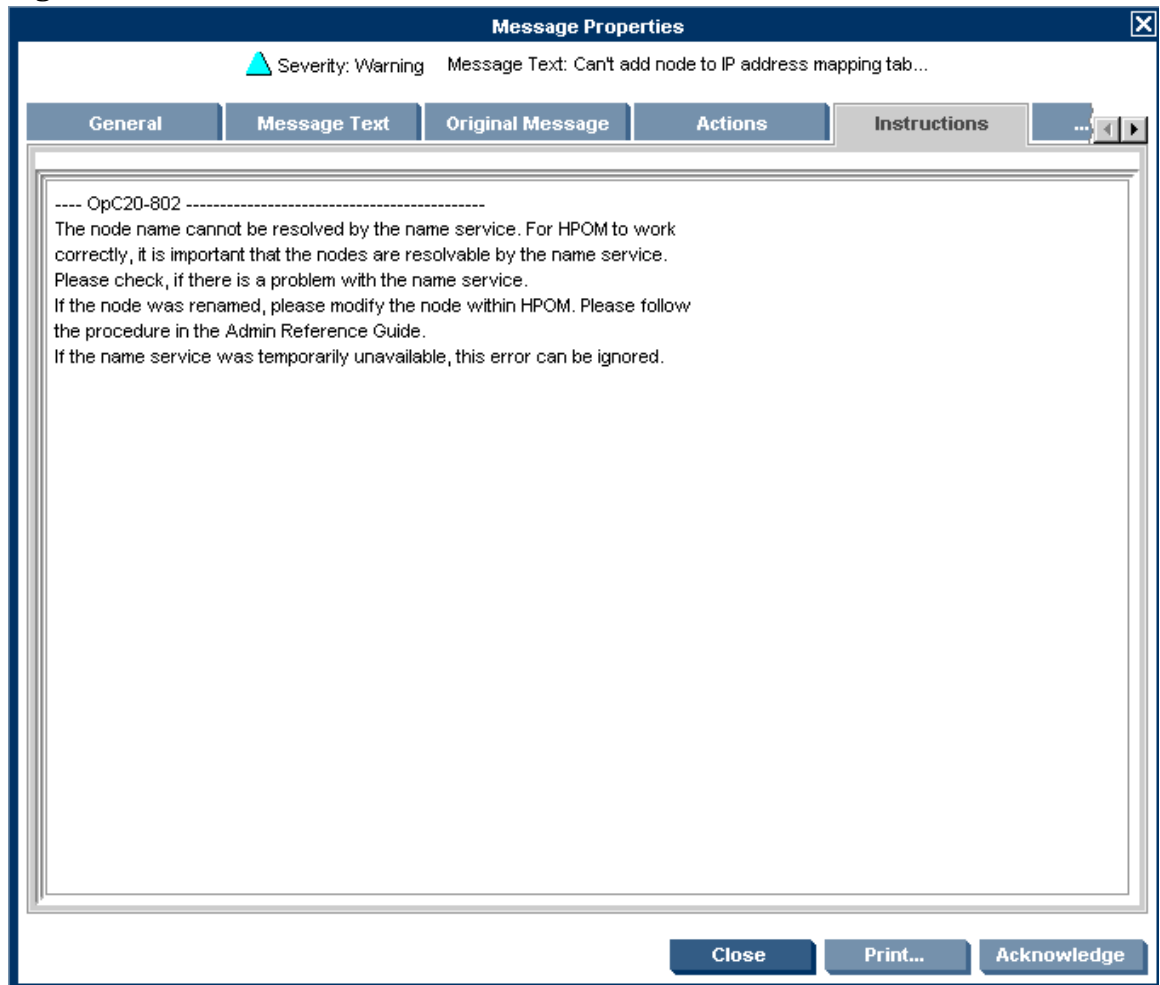 Message Properties
Severity: Warning Message Text: Can't add node to IP address mapping tab...
General Message Text Original Message Actions Instructions ...
---- OpC20-802 ------------------------------------------
The node name cannot be resolved by the name service. For HPOM to work
correctly, it is important that the nodes are resolvable by the name service.
Please check, if there is a problem with the name service.
If the node was renamed, please modify the node within HPOM. Please follow
the procedure in the Admin Reference Guide.
If the name service was temporarily unavailable, this error can be ignored.
Close Print... Acknowledge